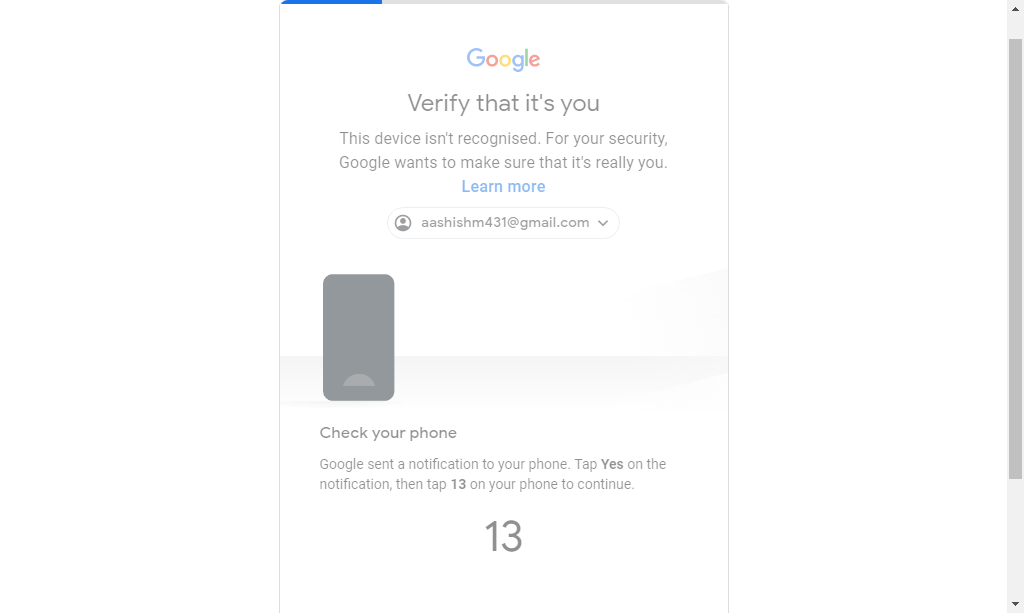 Google
Verify that it's you
This device isn't recognised. For your security,
Google wants to make sure that it's really you.
Learn more
aashishm431@gmail.com
Check your phone
Google sent a notification to your phone. Tap Yes on the
notification, then tap 13 on your phone to continue.
13